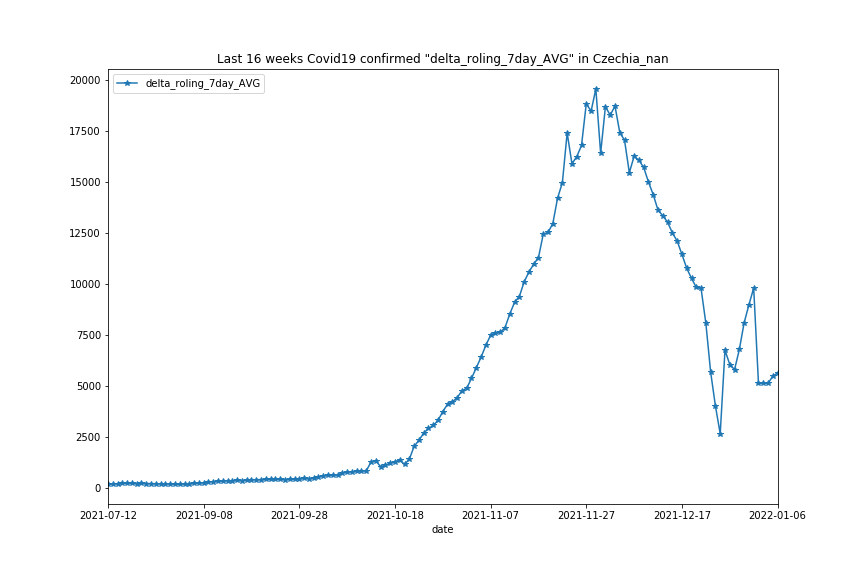 Last 16 weeks Covid19 confirmed "delta_roling_7day_AVG" in Czechia_nan
delta_roling_7day_AVG
20000
17500
15000
12500
10000
7500
5000
2500
0
2021-07-12 2021-09-08 2021-09-28 2021-10-18 2021-11-07 2021-11-27 2021-12-17 2022-01-06
date